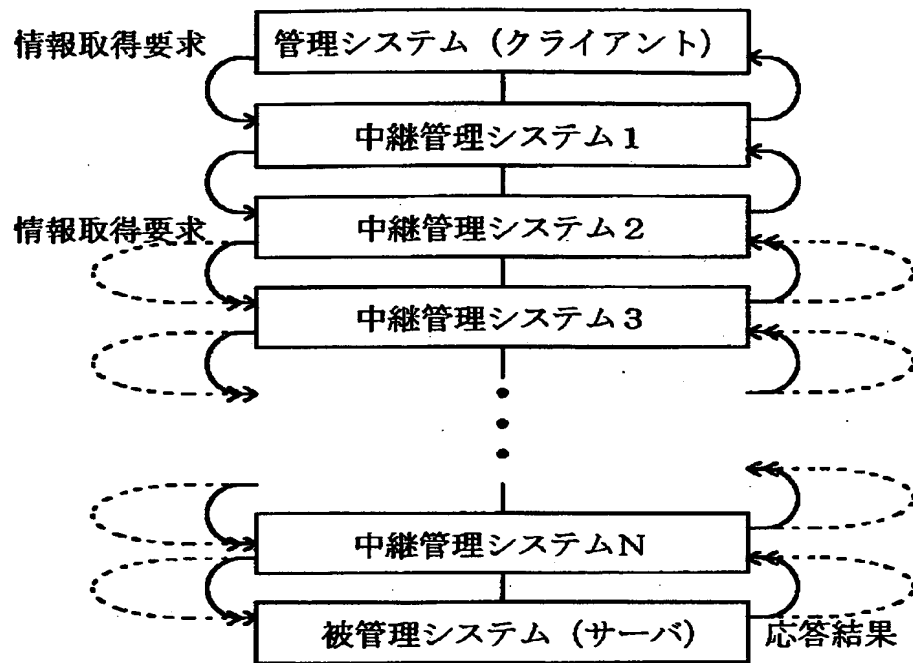 情報取得要求
管理システム（クライアント）
中継管理システム１
中継管理システム２
情報取得要求
中継管理システム３
中継管理システムＮ
被管理システム（サーバ）
応答結果